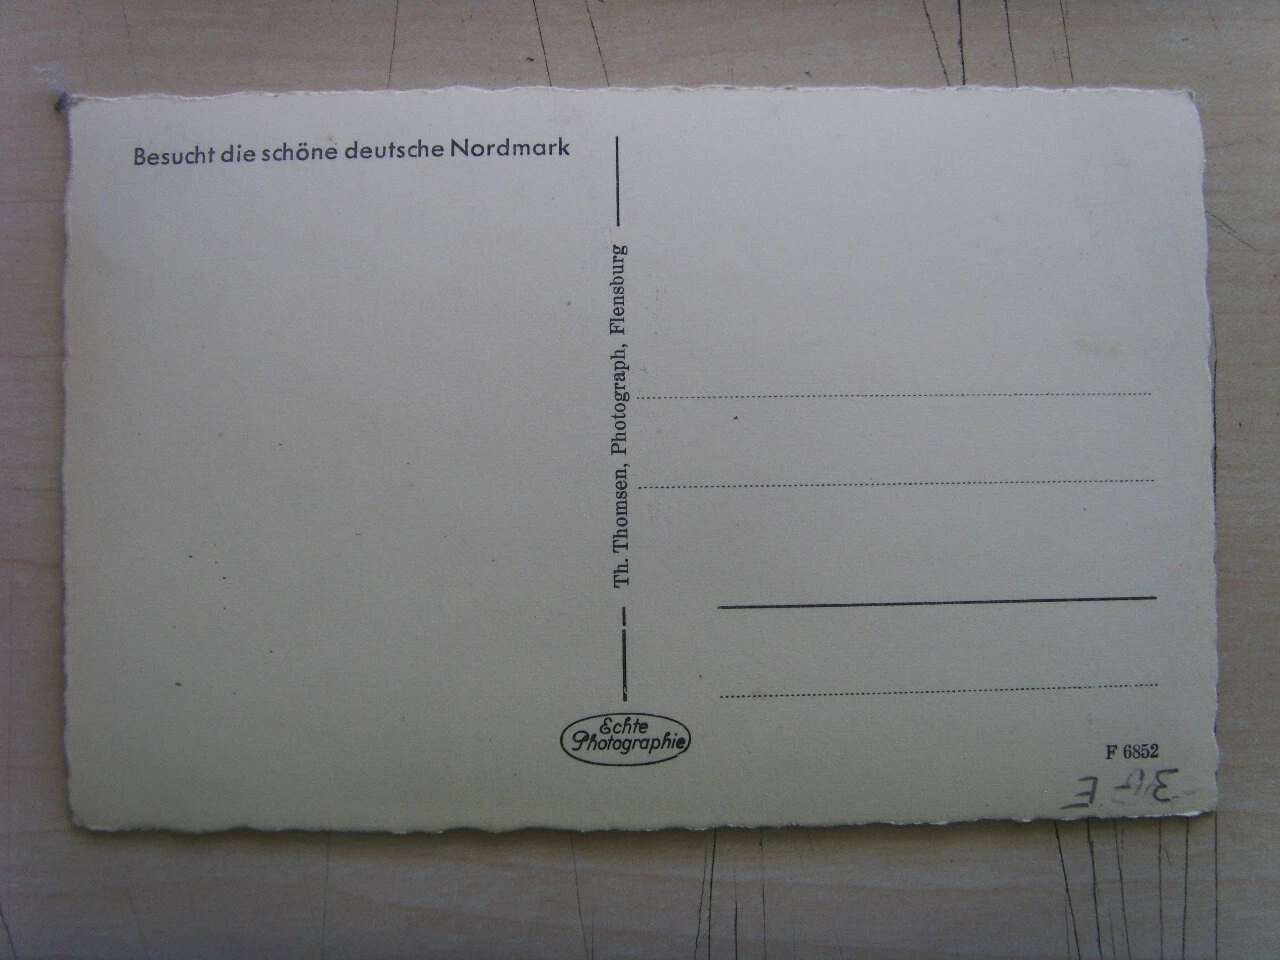 Besucht die schöne deutsche Nordmark
Th. Thomsen, Photograph, Flensburg
Echte
Photographie
F 6852